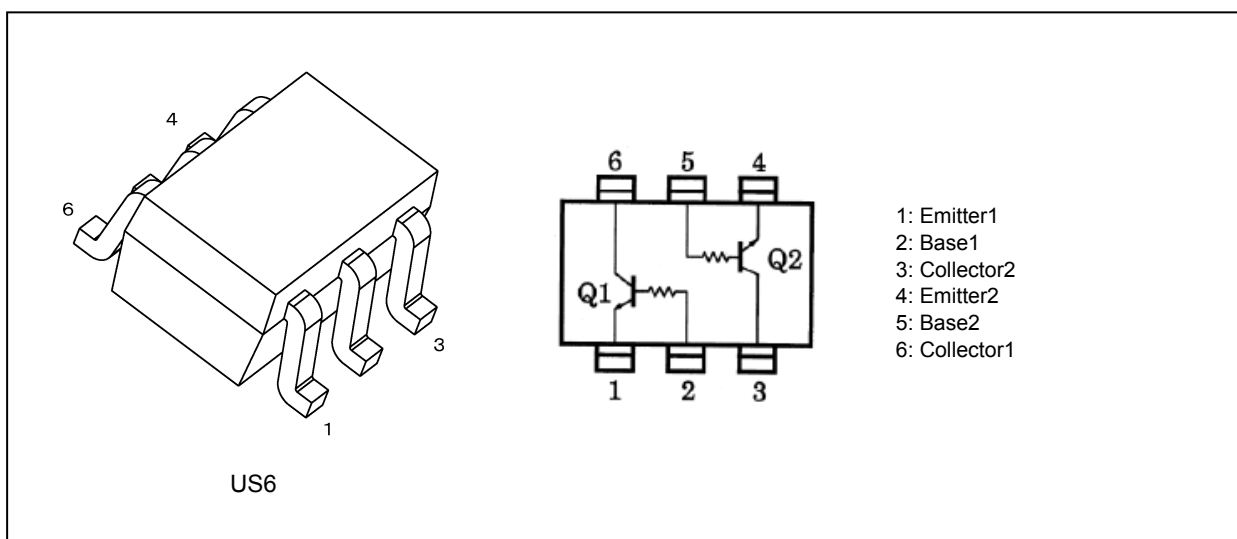 4
6
3
1
US6
6 5 4
Q2
Q1
1 2 3
1: Emitter1
2: Base1
3: Collector2
4: Emitter2
5: Base2
6: Collector1